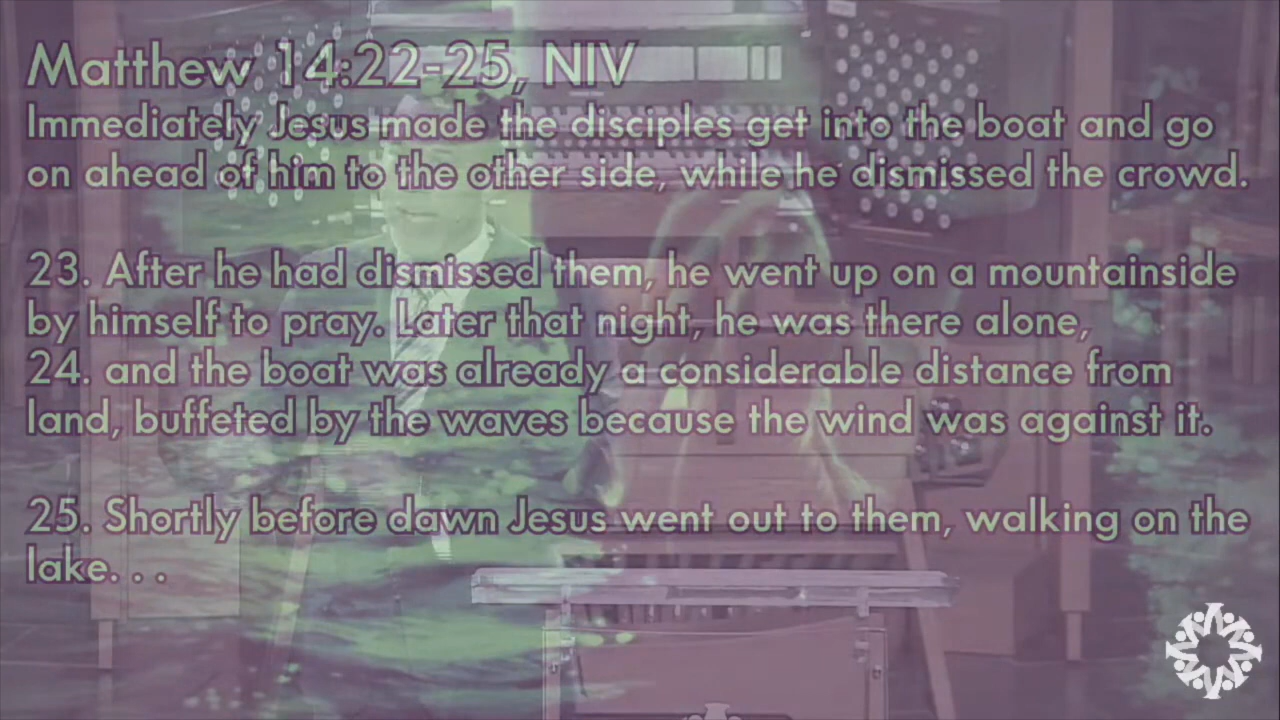 Matthew 14:22-25, NIV
Immediately Jesus made the disciples get into the boat and go
on ahead of him to the other side, while he dismissed the crowd.
23. After he had dismissed them, he went up on a mountainside
by himself to pray. Later that night, he was there alone,
24. and the boat was already a considerable distance from
land, buffeted by the waves because the wind was against it.
25. Shortly before dawn Jesus went out to them, walking on the
lake. . .